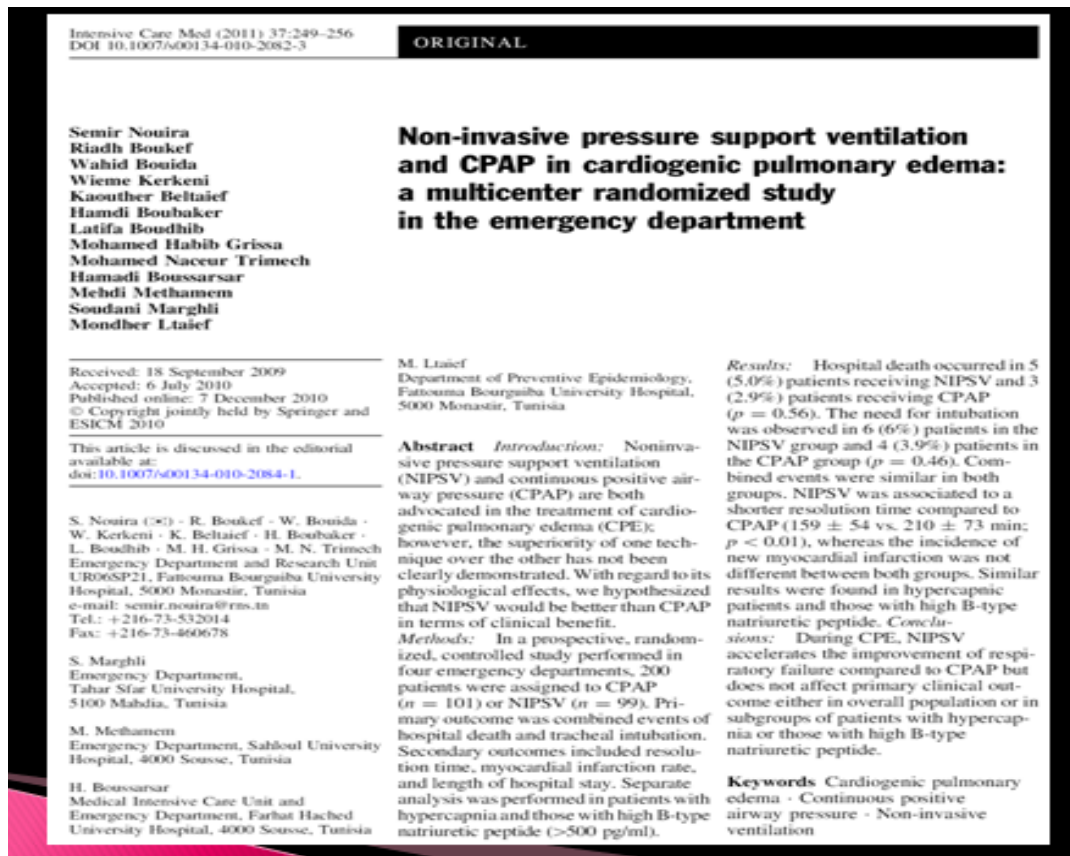 Intensive Care Med (2011) 37:249–256
DOI 10.1007/s00134-010-2082-3
ORIGINAL
Semir Nouira
Riadh Boukef
Wahid Bouida
Wieme Kerkeni
Kaouther Beltaief
Hamdi Boubaker
Latifa Boudhib
Mohamed Habib Grissa
Mohamed Naceur Trimech
Hamadi Boussarsar
Mehdi Methamem
Soudani Marghli
Mondher Ltaief
Non-invasive pressure support ventilation
and CPAP in cardiogenic pulmonary edema:
a multicenter randomized study
in the emergency department
Received: 18 September 2009
Accepted: 6 July 2010
Published online: 7 December 2010
© Copyright jointly held by Springer and
ESICM 2010
This article is discussed in the editorial
available at:
doi:10.1007/s00134-010-2084-1.
S. Nouira (✉) · R. Boukef · W. Bouida ·
W. Kerkeni · K. Beltaief · H. Boubaker ·
L. Boudhib · M. H. Grissa · M. N. Trimech
Emergency Department and Research Unit
UR06SP21, Fattouma Bourguiba University
Hospital, 5000 Monastir, Tunisia
e-mail: semir.nouira@rns.tn
Tel.: +216-73-532014
Fax: +216-73-460678
S. Marghli
Emergency Department,
Tahar Sfar University Hospital,
5100 Mahdia, Tunisia
M. Methamem
Emergency Department, Sahloul University
Hospital, 4000 Sousse, Tunisia
H. Boussarsar
Medical Intensive Care Unit and
Emergency Department, Farhat Hached
University Hospital, 4000 Sousse, Tunisia
M. Ltaief
Department of Preventive Epidemiology,
Fattouma Bourguiba University Hospital,
5000 Monastir, Tunisia
Abstract Introduction: Noninva-
sive pressure support ventilation
(NIPSV) and continuous positive air-
way pressure (CPAP) are both
advocated in the treatment of cardio-
genic pulmonary edema (CPE);
however, the superiority of one tech-
nique over the other has not been
clearly demonstrated. With regard to its
physiological effects, we hypothesized
that NIPSV would be better than CPAP
in terms of clinical benefit.
Methods: In a prospective, random-
ized, controlled study performed in
four emergency departments, 200
patients were assigned to CPAP
(n = 101) or NIPSV (n = 99). Pri-
mary outcome was combined events of
hospital death and tracheal intubation.
Secondary outcomes included resolu-
tion time, myocardial infarction rate,
and length of hospital stay. Separate
analysis was performed in patients with
hypercapnia and those with high B-type
natriuretic peptide (>500 pg/ml).
Results: Hospital death occurred in 5
(5.0%) patients receiving NIPSV and 3
(2.9%) patients receiving CPAP
(p = 0.56). The need for intubation
was observed in 6 (6%) patients in the
NIPSV group and 4 (3.9%) patients in
the CPAP group (p = 0.46). Com-
bined events were similar in both
groups. NIPSV was associated to a
shorter resolution time compared to
CPAP (159 ± 54 vs. 210 ± 73 min;
p < 0.01), whereas the incidence of
new myocardial infarction was not
different between both groups. Similar
results were found in hypercapnic
patients and those with high B-type
natriuretic peptide. Conclu-
sions: During CPE, NIPSV
accelerates the improvement of respi-
ratory failure compared to CPAP but
does not affect primary clinical out-
come either in overall population or in
subgroups of patients with hypercap-
nia or those with high B-type
natriuretic peptide.
Keywords Cardiogenic pulmonary
edema · Continuous positive
airway pressure · Non-invasive
ventilation